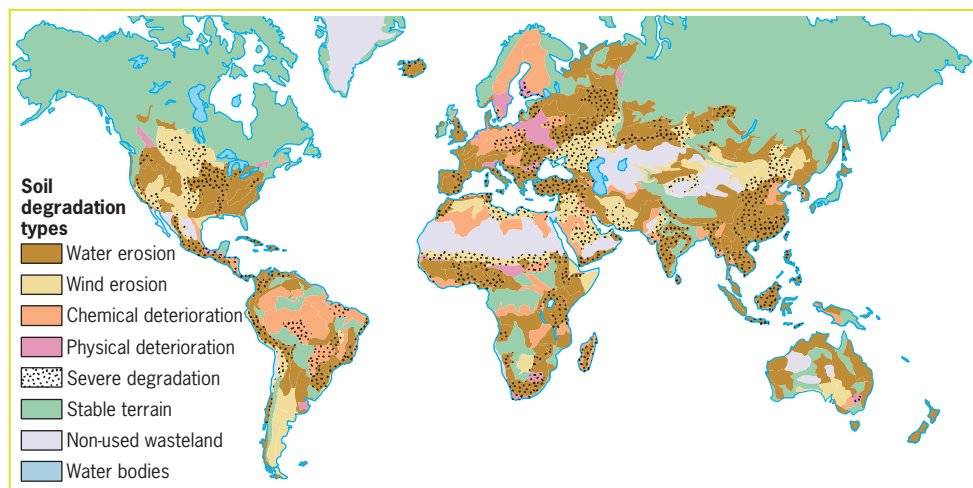 Soil
degradation
types
Water erosion
Wind erosion
Chemical deterioration
Physical deterioration
Severe degradation
Stable terrain
Non-used wasteland
Water bodies